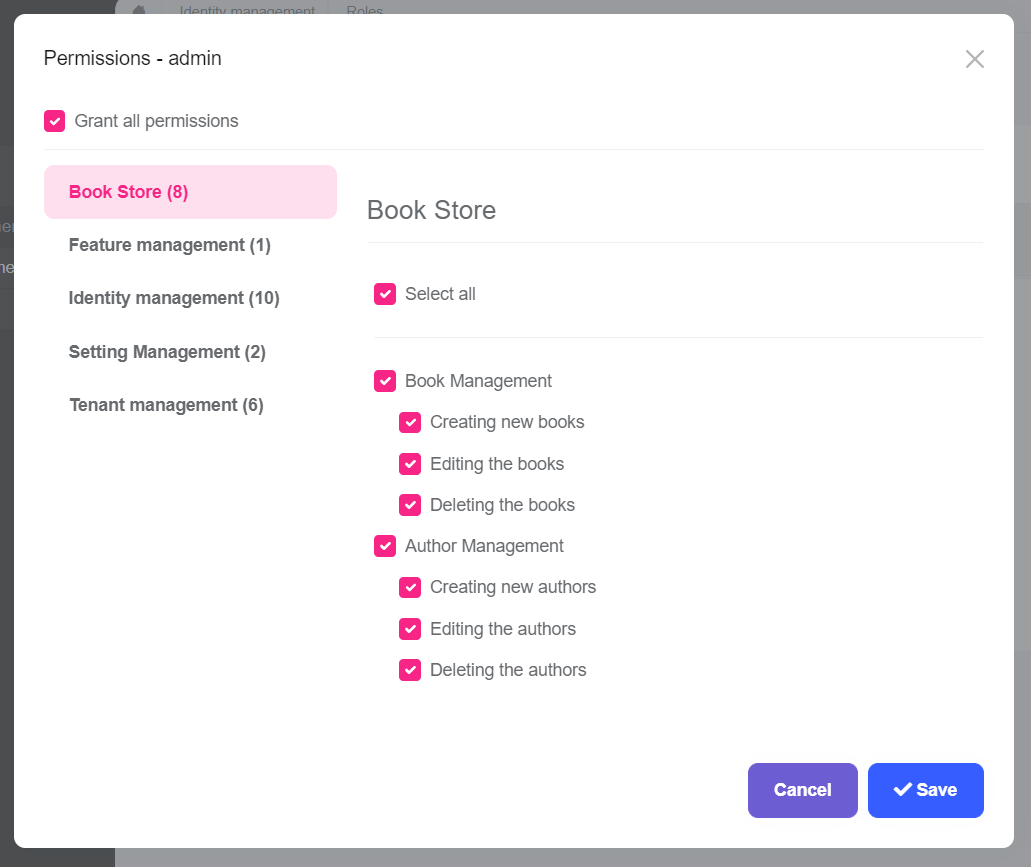 Identity management Roles
Permissions - admin
Grant all permissions
Book Store (8)
Feature management (1)
Identity management (10)
Setting Management (2)
Tenant management (6)
Book Store
Select all
Book Management
Creating new books
Editing the books
Deleting the books
Author Management
Creating new authors
Editing the authors
Deleting the authors
Cancel
Save